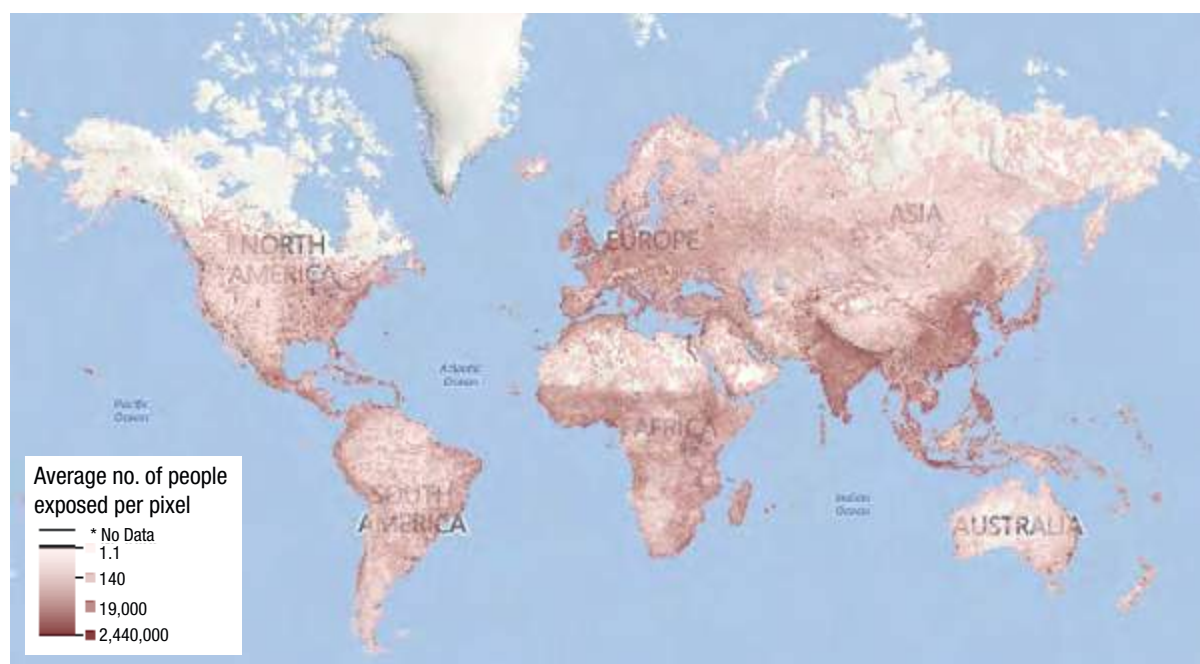 NORTH
AMERICA
EUROPE
ASIA
Atlantic
Ocean
Pacific
Ocean
AFRICA
SOUTH
AMERICA
Indian
Ocean
AUSTRALIA
Average no. of people
exposed per pixel
* No Data
1.1
140
19,000
2,440,000